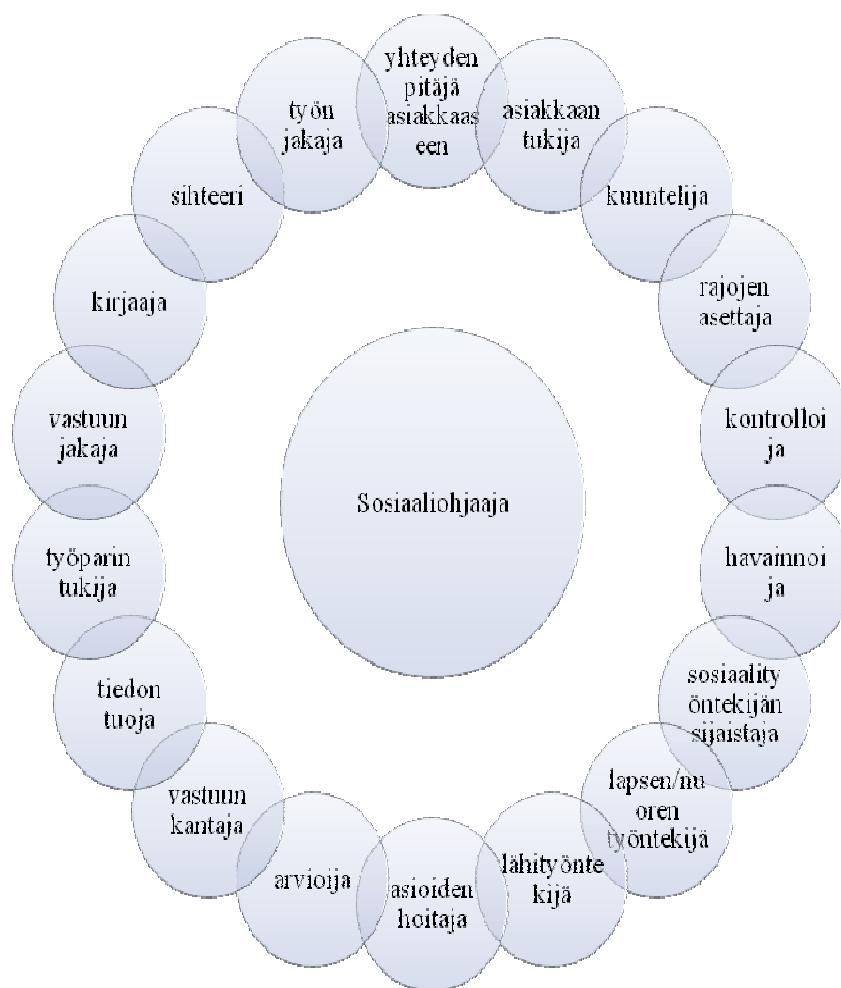 yhteyden
pitäjä
asiakkaas
een
asiakkaan
tukija
kuuntelija
rajojen
asettaja
kontrolloi
ja
havainnoi
ja
sosiaality
öntekijän
sijaistaja
lapsen/nu
oren
työntekijä
lähityönte
kijä
asioiden
hoitaja
arvioija
vastuun
kantaja
tiedon
tuoja
työparin
tukija
vastuun
jakaja
kirjaaja
sihteeri
työn
jakaja
Sosiaaliohjaaja